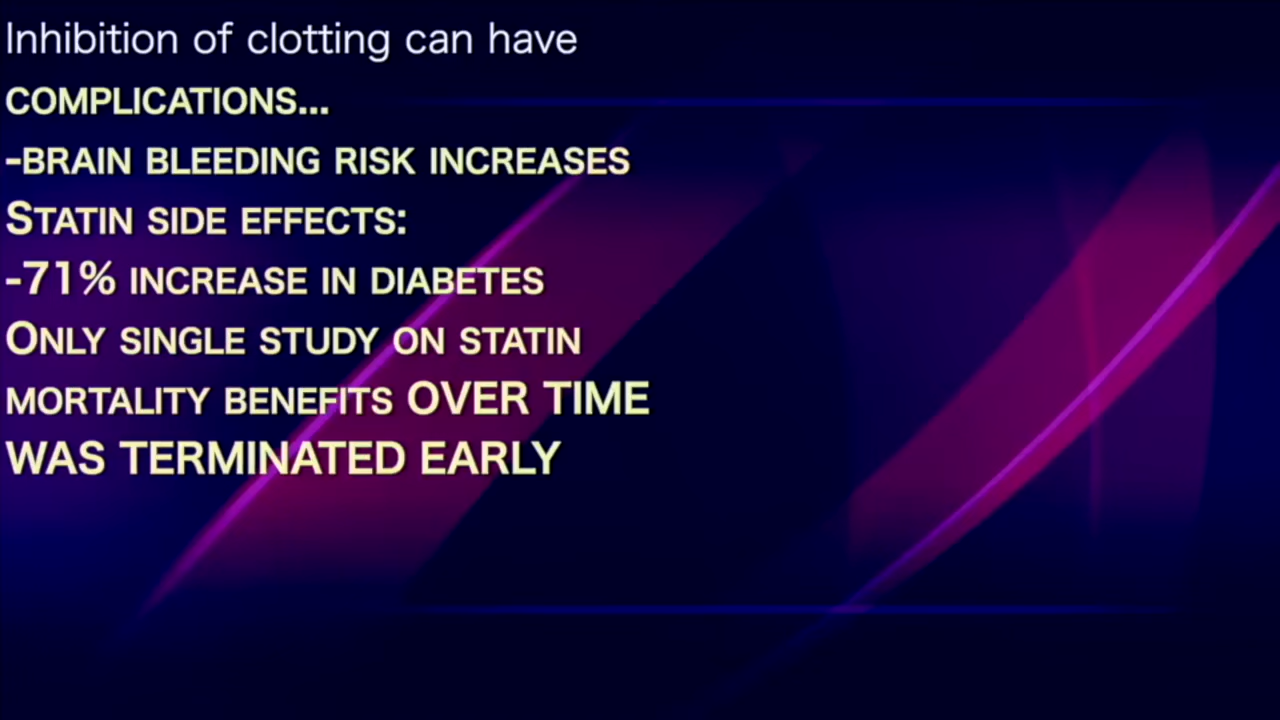 Inhibition of clotting can have
COMPLICATIONS...
-BRAIN BLEEDING RISK INCREASES
STATIN SIDE EFFECTS:
-71% INCREASE IN DIABETES
ONLY SINGLE STUDY ON STATIN
MORTALITY BENEFITS OVER TIME
WAS TERMINATED EARLY